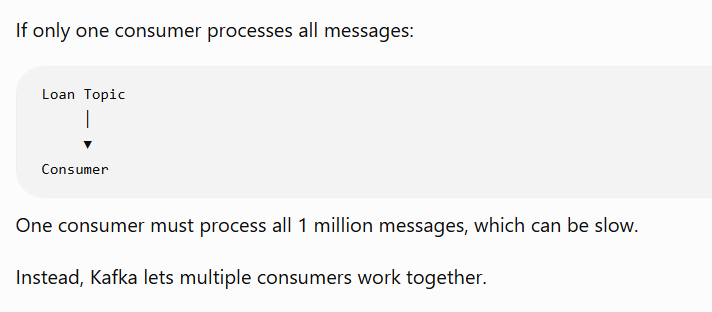 If only one consumer processes all messages:
Loan Topic
│
▼
Consumer
One consumer must process all 1 million messages, which can be slow.
Instead, Kafka lets multiple consumers work together.